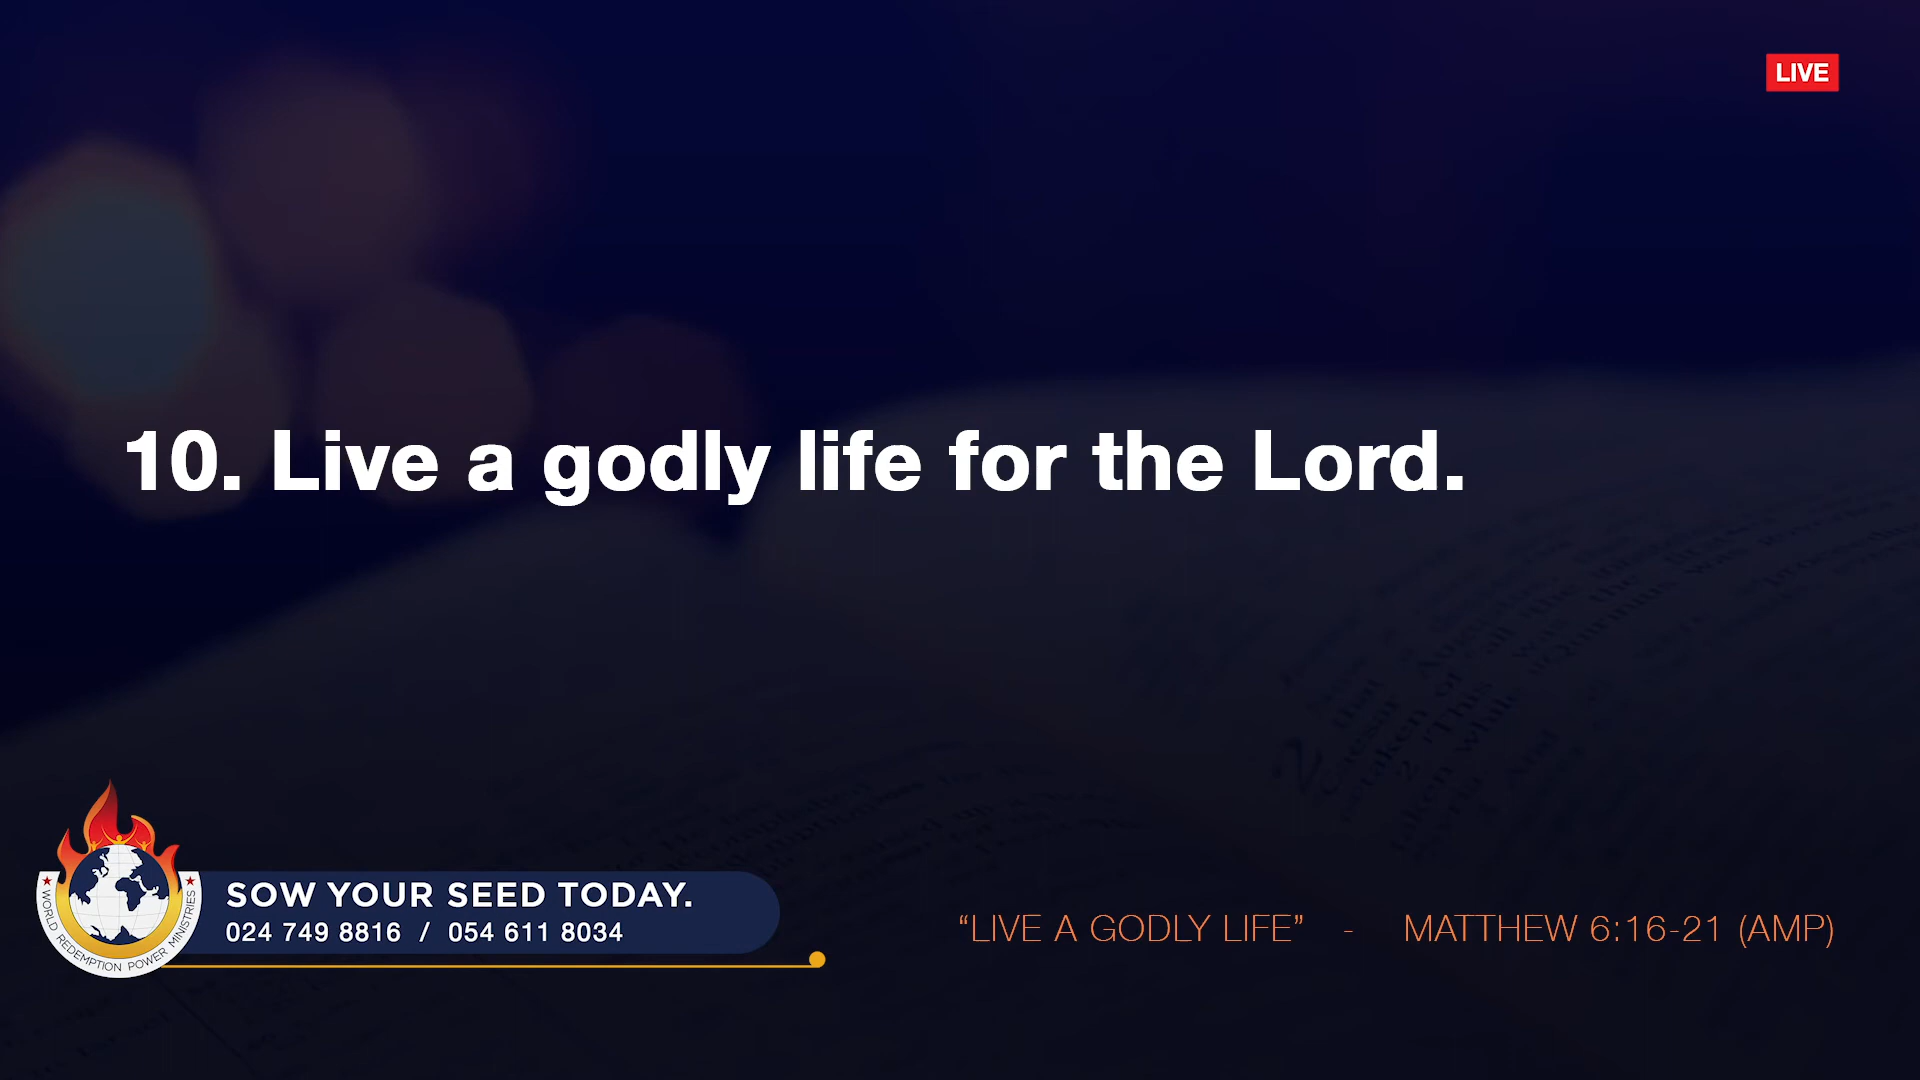 LIVE
10. Live a godly life for the Lord.
SOW YOUR SEED TODAY.
024 749 8816 / 054 611 8034
WORLD REDEMPTION POWER MINISTRIES
“LIVE A GODLY LIFE” - MATTHEW 6:16-21 (AMP)